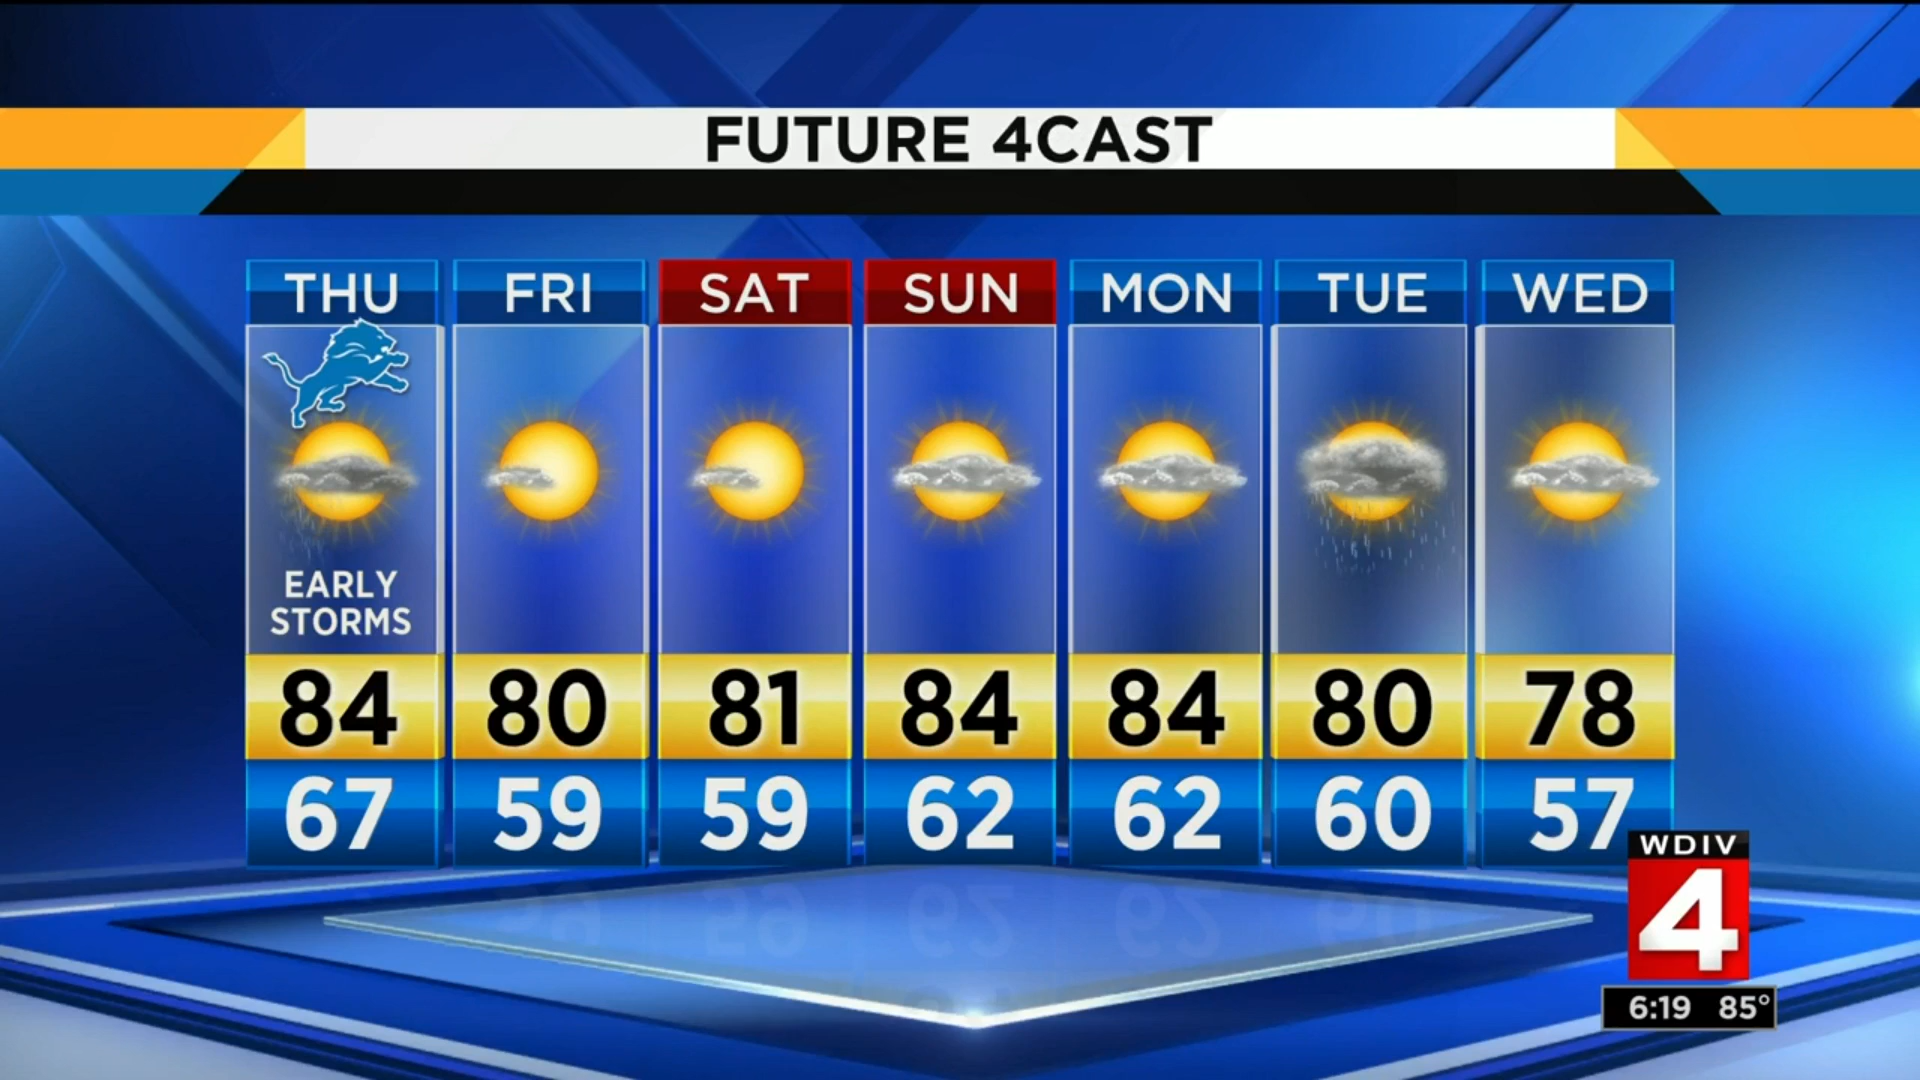 FUTURE 4CAST
THU FRI SAT SUN MON TUE WED
EARLY
STORMS
84 80 81 84 84 80 78
67 59 59 62 62 60 57
WDIV
4
6:19 85°